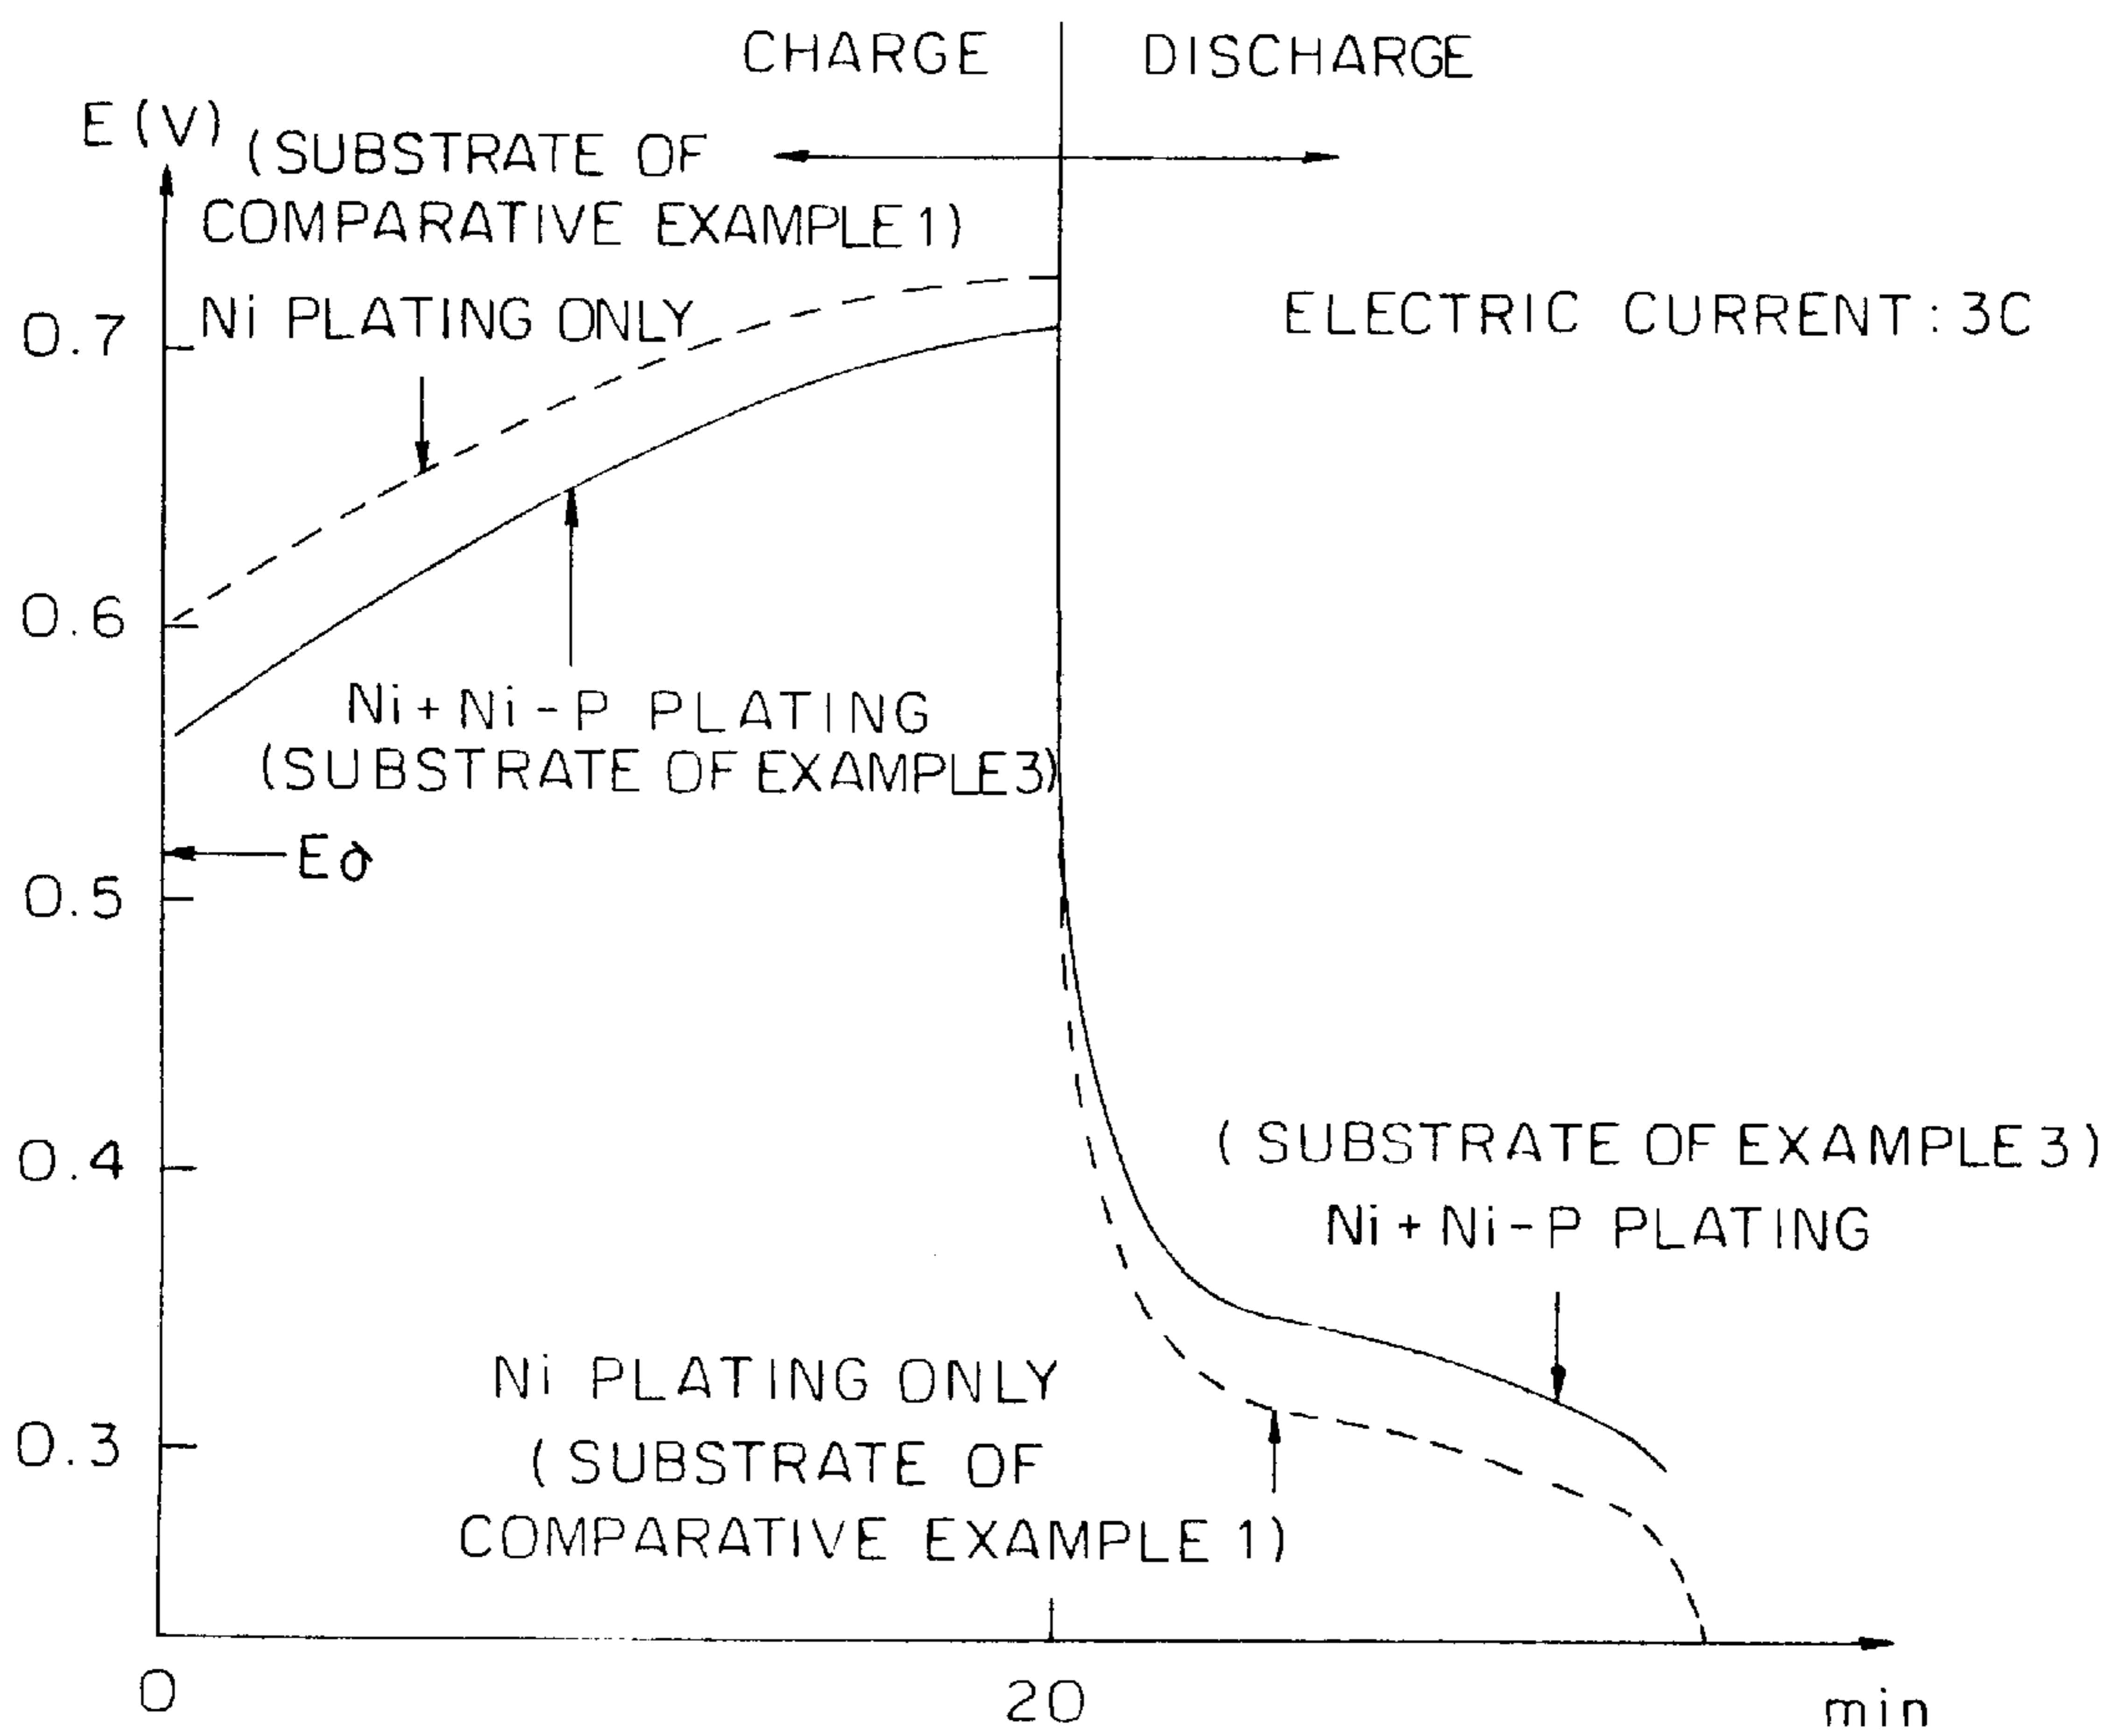 CHARGE
DISCHARGE
E(V)
(SUBSTRATE OF
COMPARATIVE EXAMPLE 1)
Ni PLATING ONLY
ELECTRIC CURRENT: 3C
0.7
0.6
Ni+Ni-P PLATING
(SUBSTRATE OF EXAMPLE 3)
E∂
0.5
0.4
(SUBSTRATE OF EXAMPLE 3)
Ni+Ni-P PLATING
Ni PLATING ONLY
(SUBSTRATE OF
COMPARATIVE EXAMPLE 1)
0.3
0
20
min